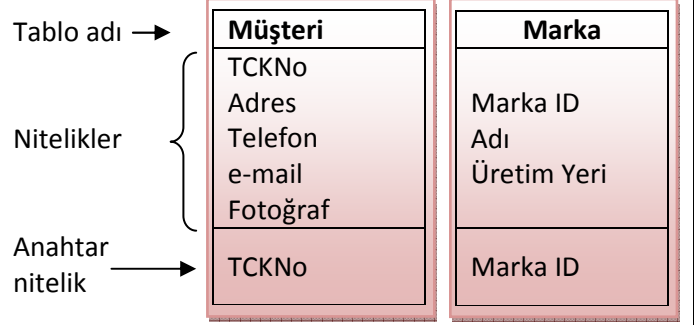 Tablo adı
Müşteri
Marka
Nitelikler
TCKNo
Adres
Telefon
e-mail
Fotoğraf
Marka ID
Adı
Üretim Yeri
Anahtar
nitelik
TCKNo
Marka ID